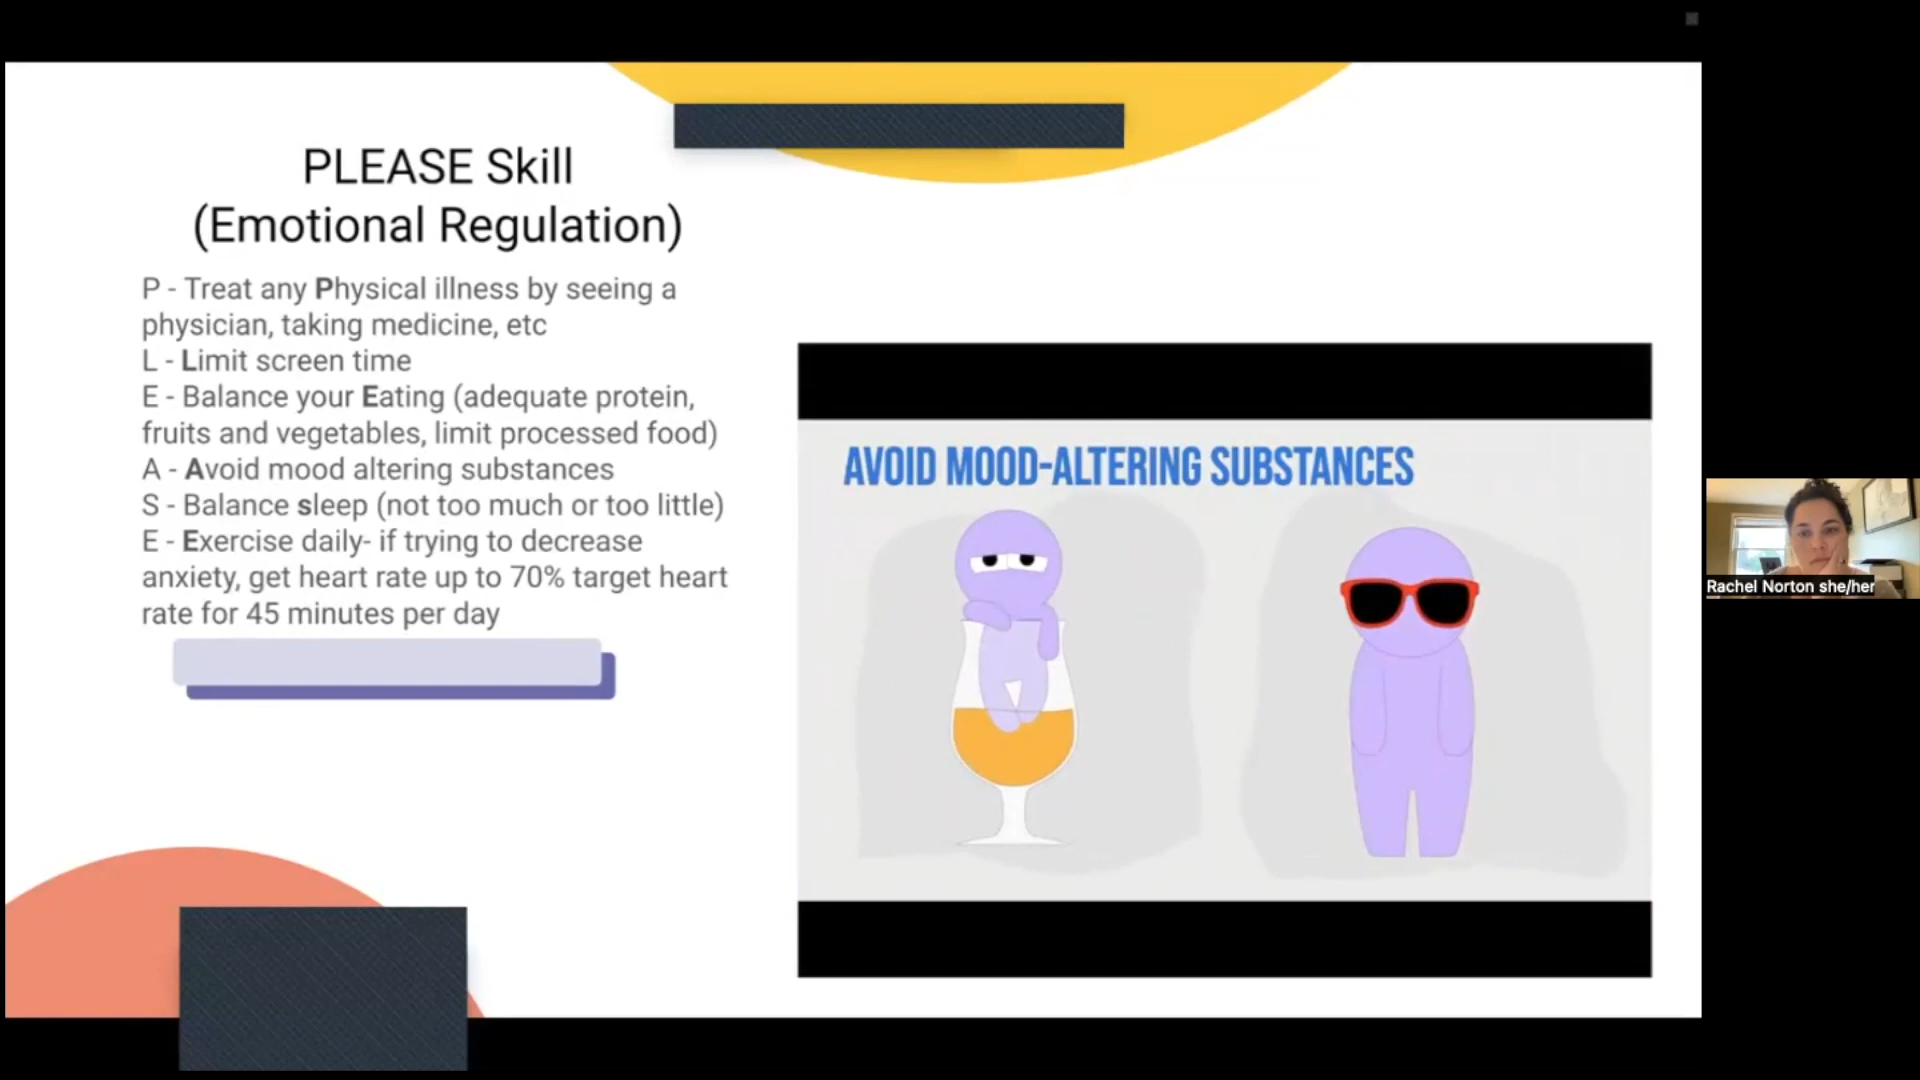 PLEASE Skill
(Emotional Regulation)
P - Treat any Physical illness by seeing a
physician, taking medicine, etc
L - Limit screen time
E - Balance your Eating (adequate protein,
fruits and vegetables, limit processed food)
A - Avoid mood altering substances
S - Balance sleep (not too much or too little)
E - Exercise daily- if trying to decrease
anxiety, get heart rate up to 70% target heart
rate for 45 minutes per day
AVOID MOOD-ALTERING SUBSTANCES
Rachel Norton she/her